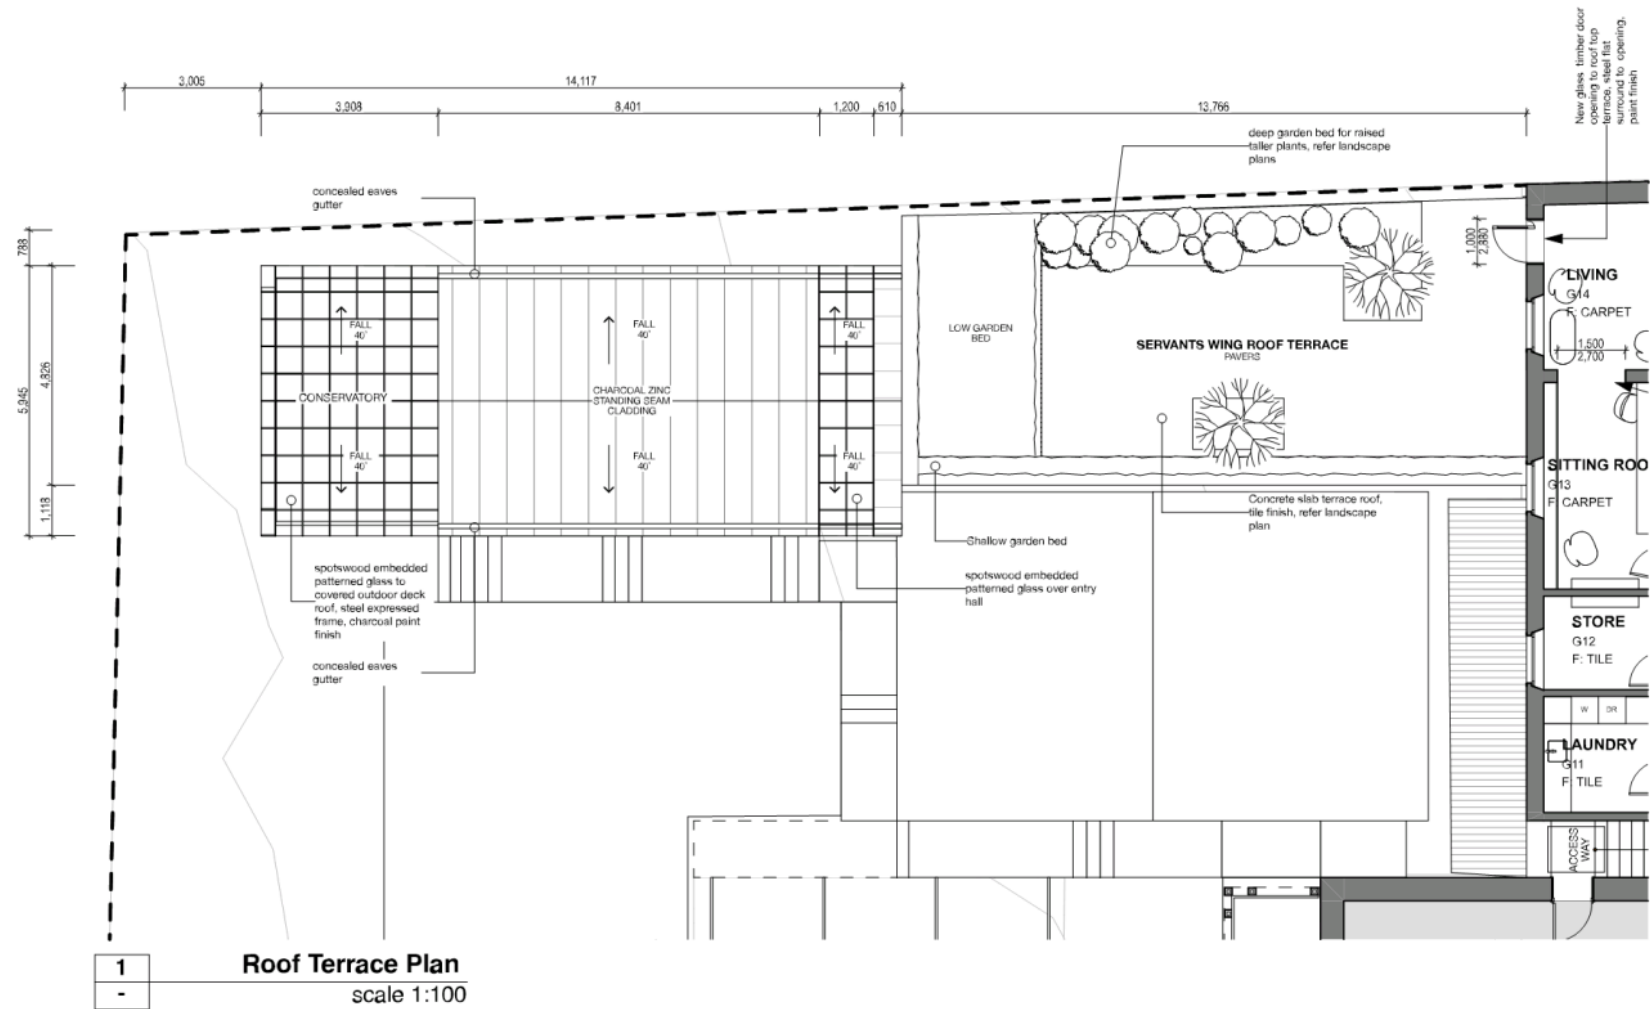 New glass timber door
opening to roof top
terrace, steel flat
surround to opening,
paint finish
3,005
14,117
3,908
8,401
1,200
610
13,766
deep garden bed for raised
taller plants, refer landscape
plans
concealed eaves
gutter
788
5,945
4,826
1,118
1,000
2,880
LIVING
G14
F: CARPET
1,500
2,700
FALL
40°
FALL
40°
FALL
40°
LOW GARDEN
BED
SERVANTS WING ROOF TERRACE
PAVERS
CONSERVATORY
CHARCOAL ZINC
STANDING SEAM
CLADDING
FALL
40°
FALL
40°
FALL
40°
SITTING ROO
G13
F: CARPET
Concrete slab terrace roof,
tile finish, refer landscape
plan
Shallow garden bed
spotswood embedded
patterned glass to
covered outdoor deck
roof, steel expressed
frame, charcoal paint
finish
spotswood embedded
patterned glass over entry
hall
concealed eaves
gutter
STORE
G12
F: TILE
W
DR
LAUNDRY
G11
F: TILE
ACCESS
WAY
1
-
Roof Terrace Plan
scale 1:100